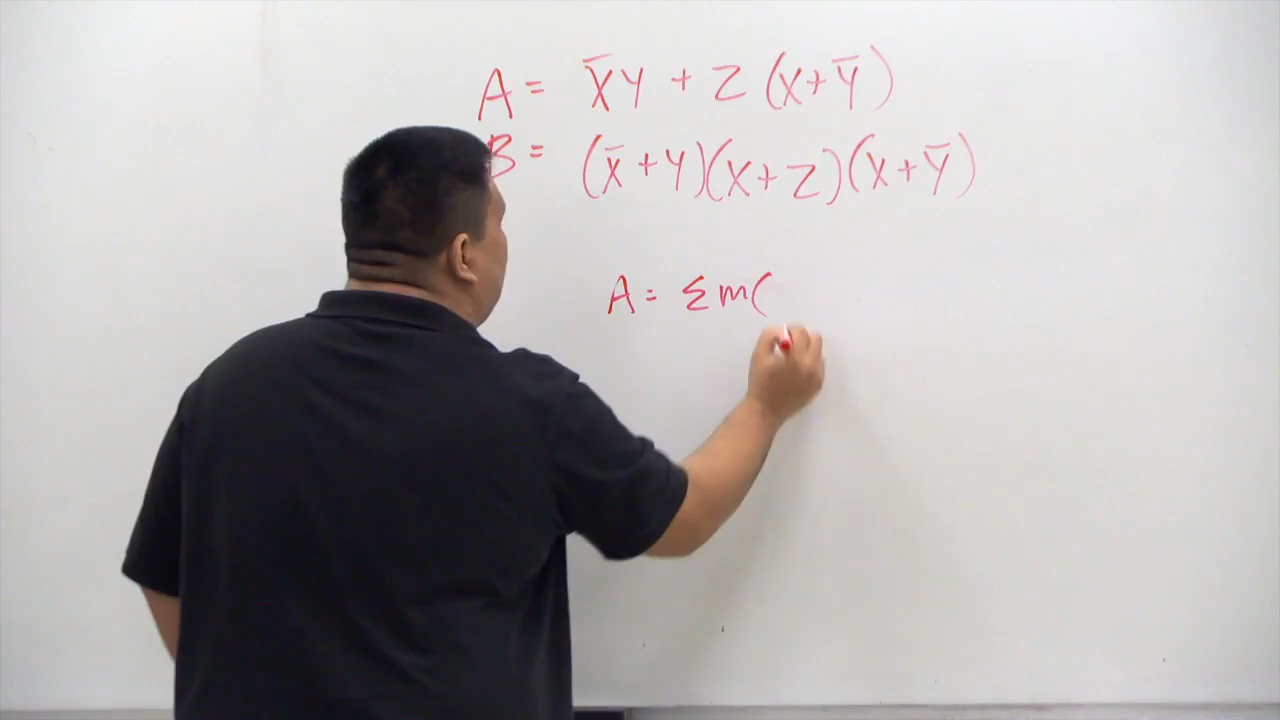 A = X̅Y + Z (X+Y̅)
B = (X̅+Y)(X+Z)(X+Y̅)
A = Σm(